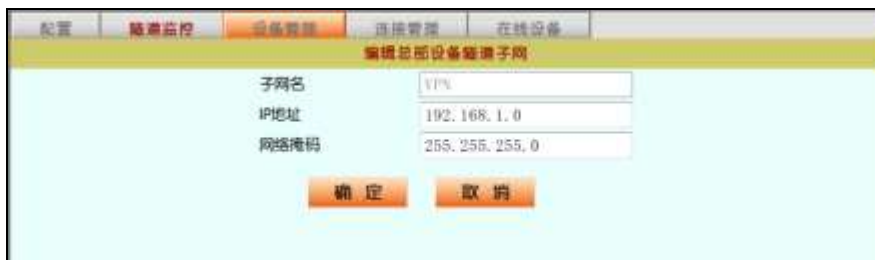 配置 隧道监控 设备管理 连接管理 在线设备
编辑总部设备隧道子网
子网名 VPN
IP地址 192.168.1.0
网络掩码 255.255.255.0
确 定 取 消